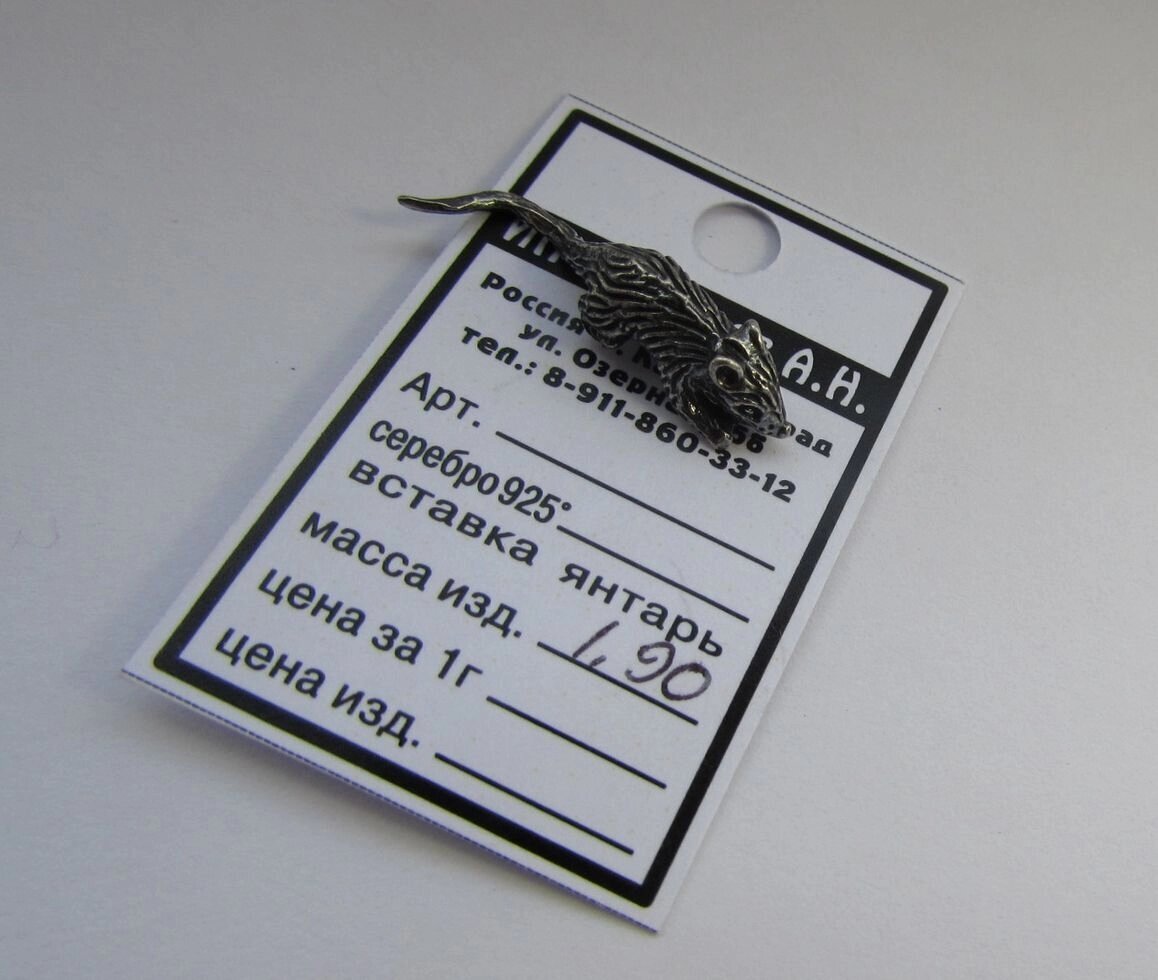 А.Н.
Россия
ул.
тел.: 8-911-860-33-12
Арт.
серебро 925°
вставка янтарь
масса изд. 1,90
цена за 1г
цена изд.